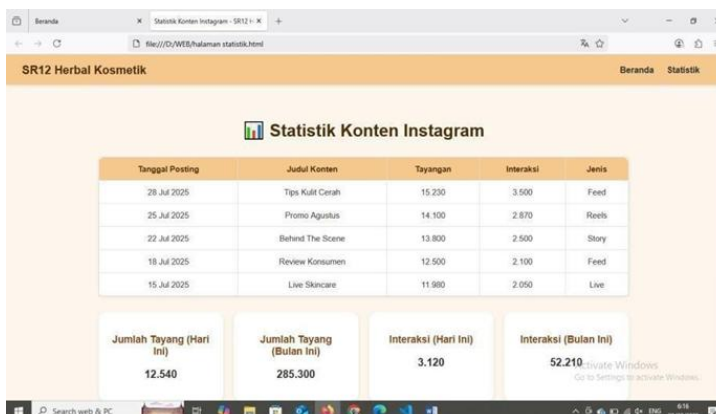 Beranda
Statistik Konten Instagram - SR12 H
file:///D:/WEB/halaman statistik.html
SR12 Herbal Kosmetik
Beranda Statistik
Statistik Konten Instagram
Tanggal Posting Judul Konten Tayangan Interaksi Jenis
28 Jul 2025 Tips Kulit Cerah 15.230 3.500 Feed
25 Jul 2025 Promo Agustus 14.100 2.870 Reels
22 Jul 2025 Behind The Scene 13.800 2.500 Story
18 Jul 2025 Review Konsumen 12.500 2.100 Feed
15 Jul 2025 Live Skincare 11.980 2.050 Live
Jumlah Tayang (Hari
Ini)
12.540
Jumlah Tayang
(Bulan Ini)
285.300
Interaksi (Hari Ini)
3.120
Interaksi (Bulan Ini)
52.210
Activate Windows
Go to Settings to activate Windows.
Search web & PC
ENG
6:16